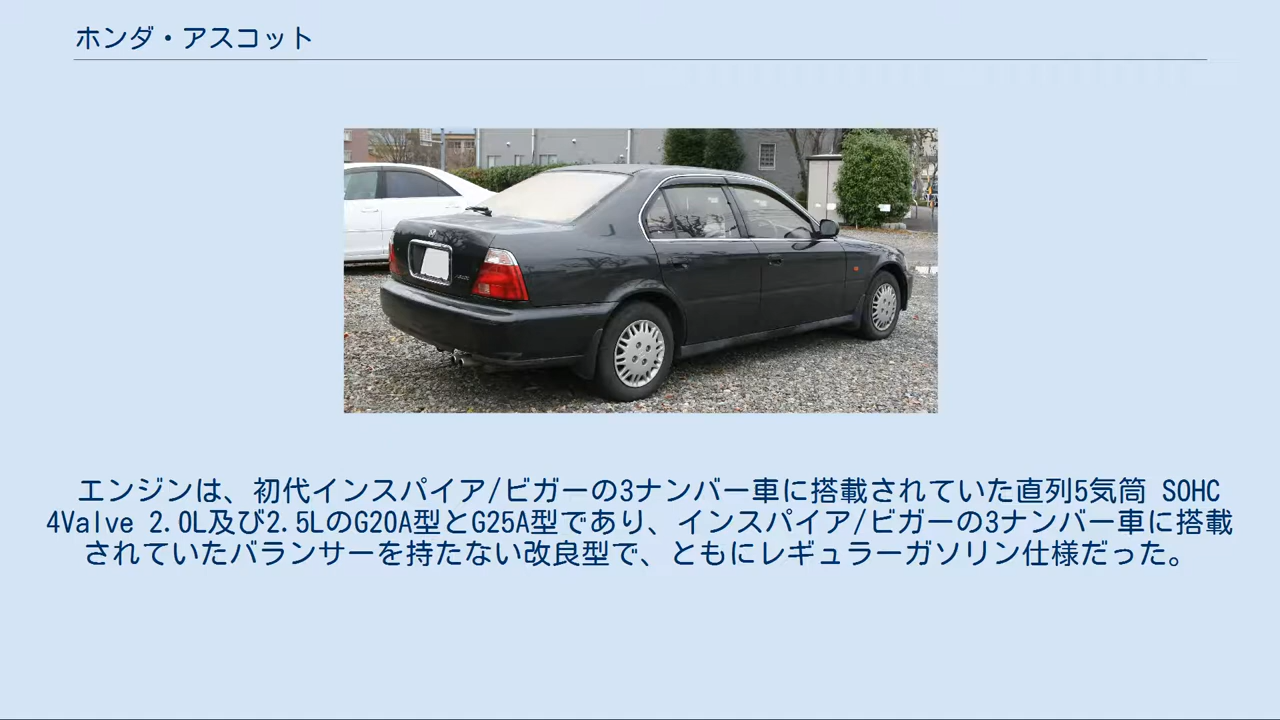 ホンダ・アスコット
エンジンは、初代インスパイア/ビガーの3ナンバー車に搭載されていた直列5気筒 SOHC
4Valve 2.0L及び2.5LのG20A型とG25A型であり、インスパイア/ビガーの3ナンバー車に搭載
されていたバランサーを持たない改良型で、ともにレギュラーガソリン仕様だった。